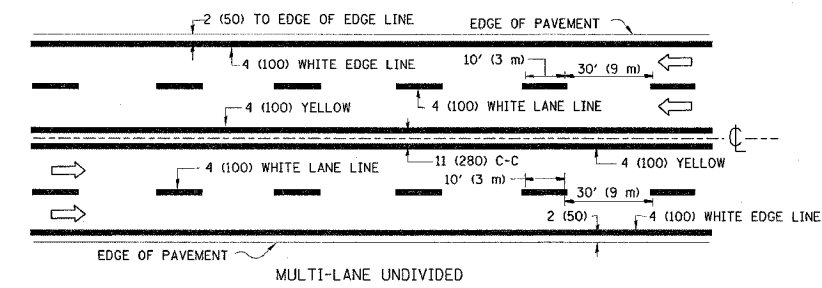 2 (50) TO EDGE OF EDGE LINE
EDGE OF PAVEMENT
4 (100) WHITE EDGE LINE
10' (3 m)
30' (9 m)
4 (100) YELLOW
4 (100) WHITE LANE LINE
℄
4 (100) WHITE LANE LINE
11 (280) C-C
4 (100) YELLOW
10' (3 m)
30' (9 m)
2 (50)
4 (100) WHITE EDGE LINE
EDGE OF PAVEMENT
MULTI-LANE UNDIVIDED